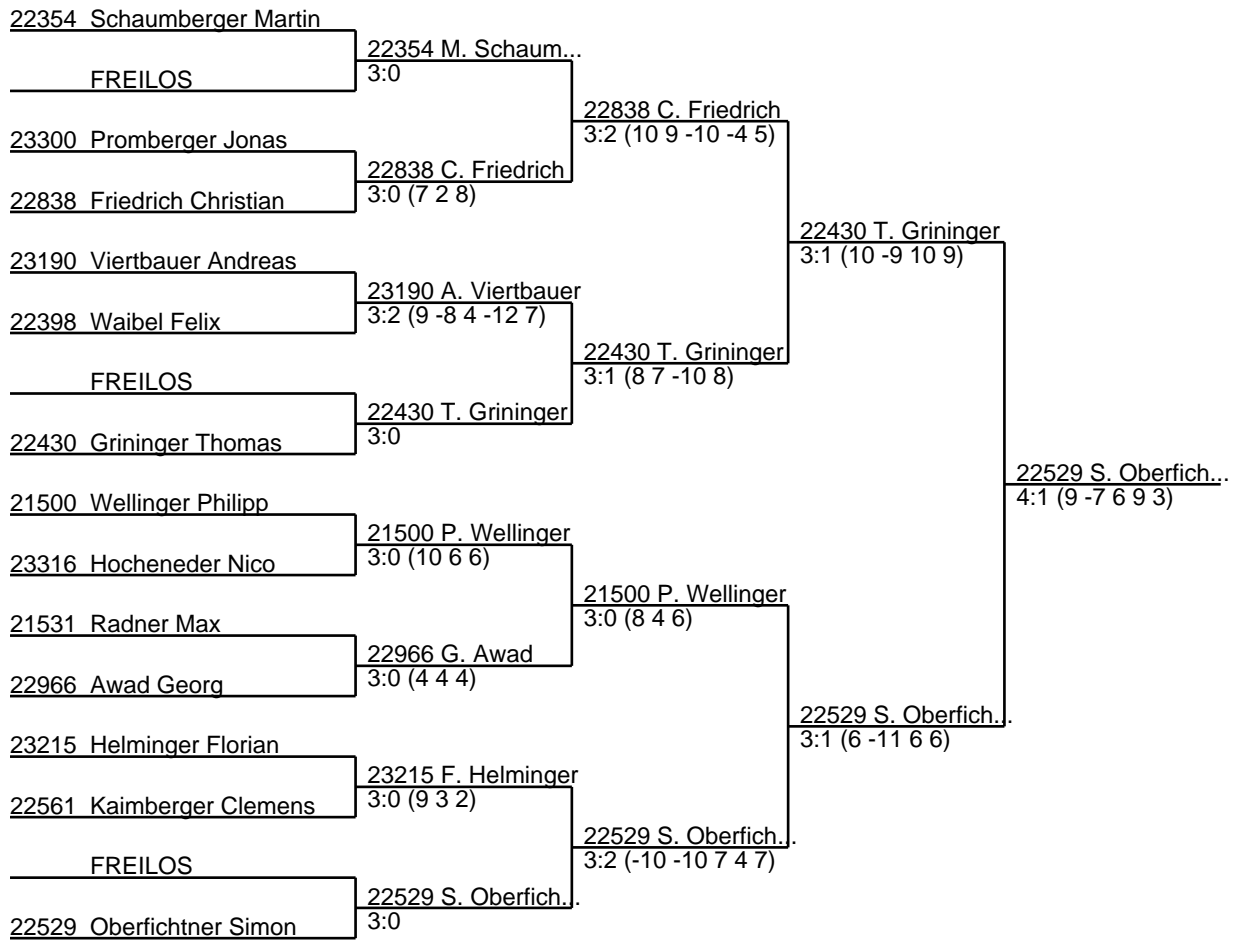 22354 Schaumberger Martin
FREILOS
23300 Promberger Jonas
22838 Friedrich Christian
23190 Viertbauer Andreas
22398 Waibel Felix
FREILOS
22430 Grininger Thomas
21500 Wellinger Philipp
23316 Hocheneder Nico
21531 Radner Max
22966 Awad Georg
23215 Helminger Florian
22561 Kaimberger Clemens
FREILOS
22529 Oberfichtner Simon
22354 M. Schaum...
3:0
22838 C. Friedrich
3:0 (7 2 8)
23190 A. Viertbauer
3:2 (9 -8 4 -12 7)
22430 T. Grininger
3:0
21500 P. Wellinger
3:0 (10 6 6)
22966 G. Awad
3:0 (4 4 4)
23215 F. Helminger
3:0 (9 3 2)
22529 S. Oberfich...
3:0
22838 C. Friedrich
3:2 (10 9 -10 -4 5)
22430 T. Grininger
3:1 (8 7 -10 8)
21500 P. Wellinger
3:0 (8 4 6)
22529 S. Oberfich...
3:2 (-10 -10 7 4 7)
22430 T. Grininger
3:1 (10 -9 10 9)
22529 S. Oberfich...
3:1 (6 -11 6 6)
22529 S. Oberfich...
4:1 (9 -7 6 9 3)